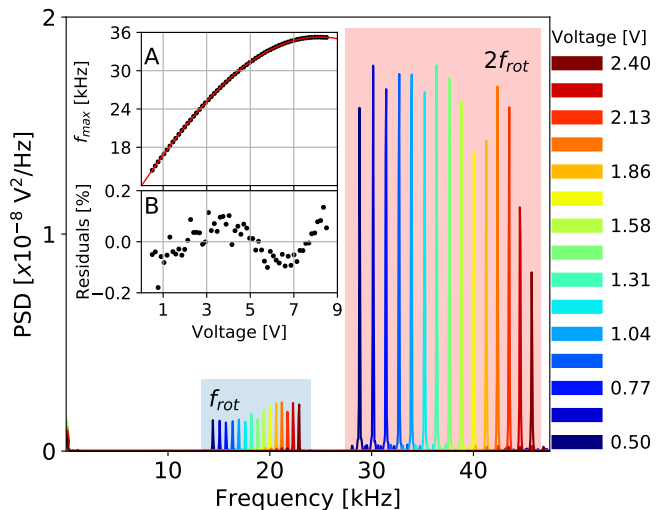 2
1
0
PSD [x10⁻⁸ V²/Hz]
10
20
30
40
Frequency [kHz]
A
36
30
24
18
f_max [kHz]
B
0.2
0.0
−0.2
Residuals [%]
1
3
5
7
9
Voltage [V]
f_rot
2f_rot
Voltage [V]
2.40
2.13
1.86
1.58
1.31
1.04
0.77
0.50